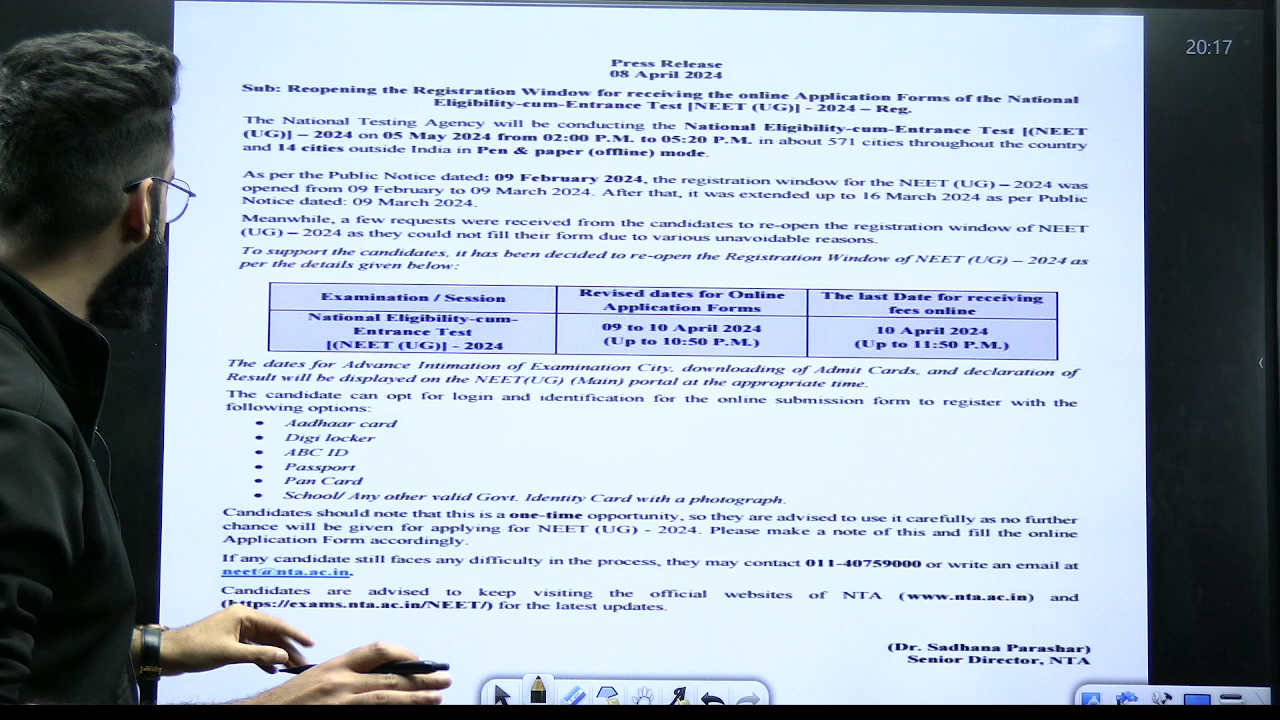 20:17
Press Release
08 April 2024
Sub: Reopening the Registration Window for receiving the online Application Forms of the National
Eligibility-cum-Entrance Test [NEET (UG)] - 2024 – Reg.
The National Testing Agency will be conducting the National Eligibility-cum-Entrance Test [(NEET
(UG)] – 2024 on 05 May 2024 from 02:00 P.M. to 05:20 P.M. in about 571 cities throughout the country
and 14 cities outside India in Pen & paper (offline) mode.
As per the Public Notice dated: 09 February 2024, the registration window for the NEET (UG) – 2024 was
opened from 09 February to 09 March 2024. After that, it was extended up to 16 March 2024 as per Public
Notice dated: 09 March 2024.
Meanwhile, a few requests were received from the candidates to re-open the registration window of NEET
(UG) – 2024 as they could not fill their form due to various unavoidable reasons.
To support the candidates, it has been decided to re-open the Registration Window of NEET (UG) – 2024 as
per the details given below:
Examination / Session
Revised dates for Online
Application Forms
The last Date for receiving
fees online
National Eligibility-cum-
Entrance Test
[(NEET (UG)] - 2024
09 to 10 April 2024
(Up to 10:50 P.M.)
10 April 2024
(Up to 11:50 P.M.)
The dates for Advance Intimation of Examination City, downloading of Admit Cards, and declaration of
Result will be displayed on the NEET(UG) (Main) portal at the appropriate time.
The candidate can opt for login and identification for the online submission form to register with the
following options:
• Aadhaar card
• Digi locker
• ABC ID
• Passport
• Pan Card
• School/ Any other valid Govt. Identity Card with a photograph.
Candidates should note that this is a one-time opportunity, so they are advised to use it carefully as no further
chance will be given for applying for NEET (UG) - 2024. Please make a note of this and fill the online
Application Form accordingly.
If any candidate still faces any difficulty in the process, they may contact 011-40759000 or write an email at
neet@nta.ac.in.
Candidates are advised to keep visiting the official websites of NTA (www.nta.ac.in) and
(https://exams.nta.ac.in/NEET/) for the latest updates.
(Dr. Sadhana Parashar)
Senior Director, NTA